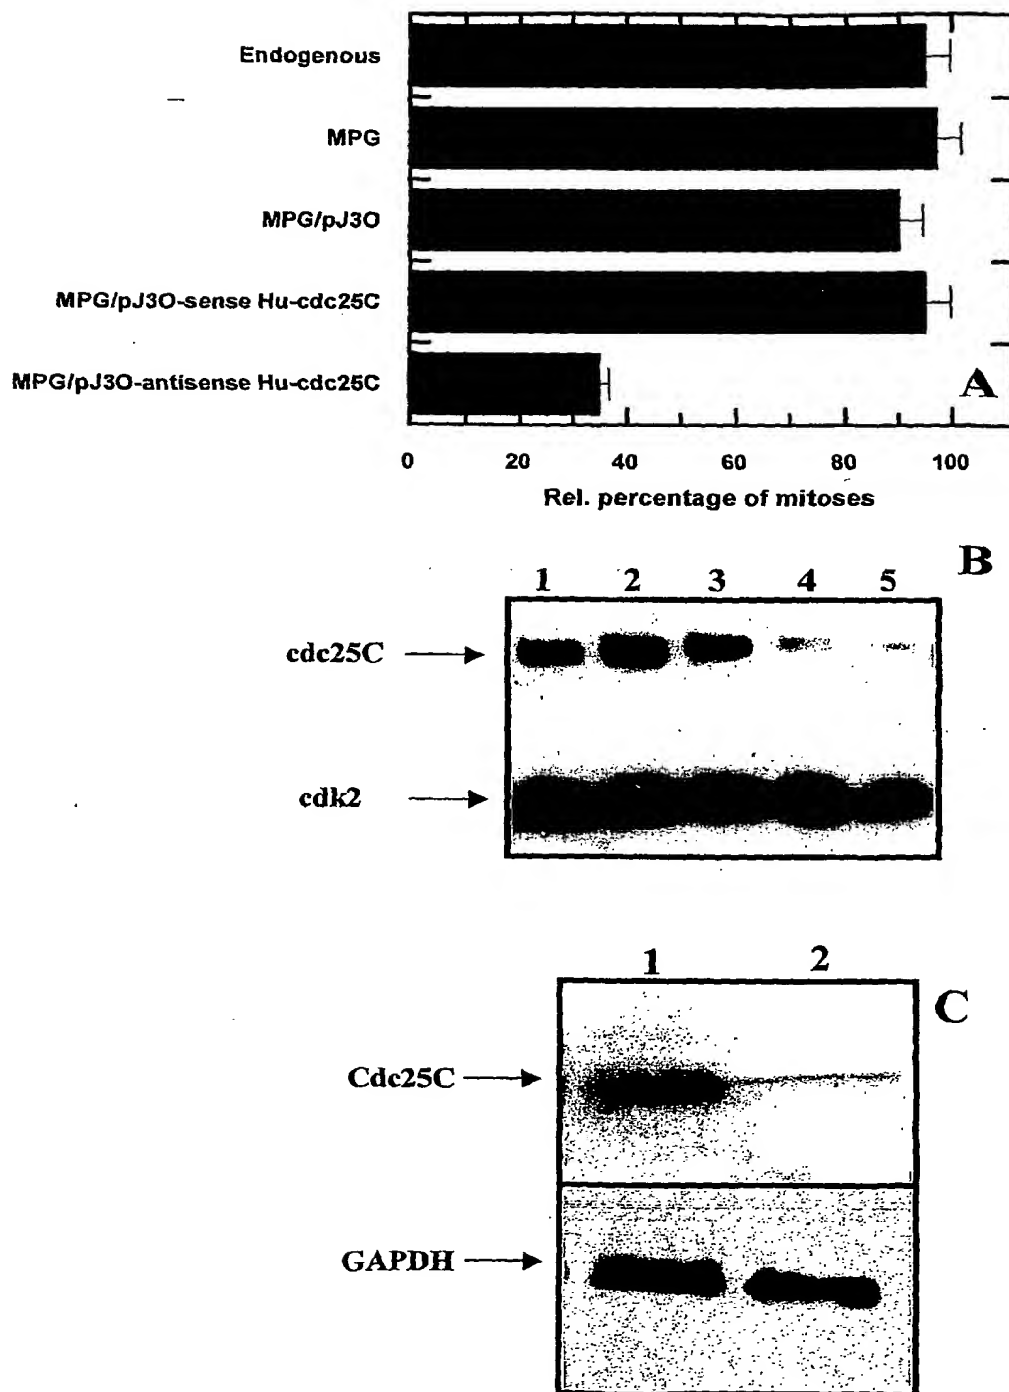 Endogenous
MPG
MPG/pJ3O
MPG/pJ3O-sense Hu-cdc25C
MPG/pJ3O-antisense Hu-cdc25C
A
0 20 40 60 80 100
Rel. percentage of mitoses
B
1 2 3 4 5
cdc25C
cdk2
1 2
C
Cdc25C
GAPDH